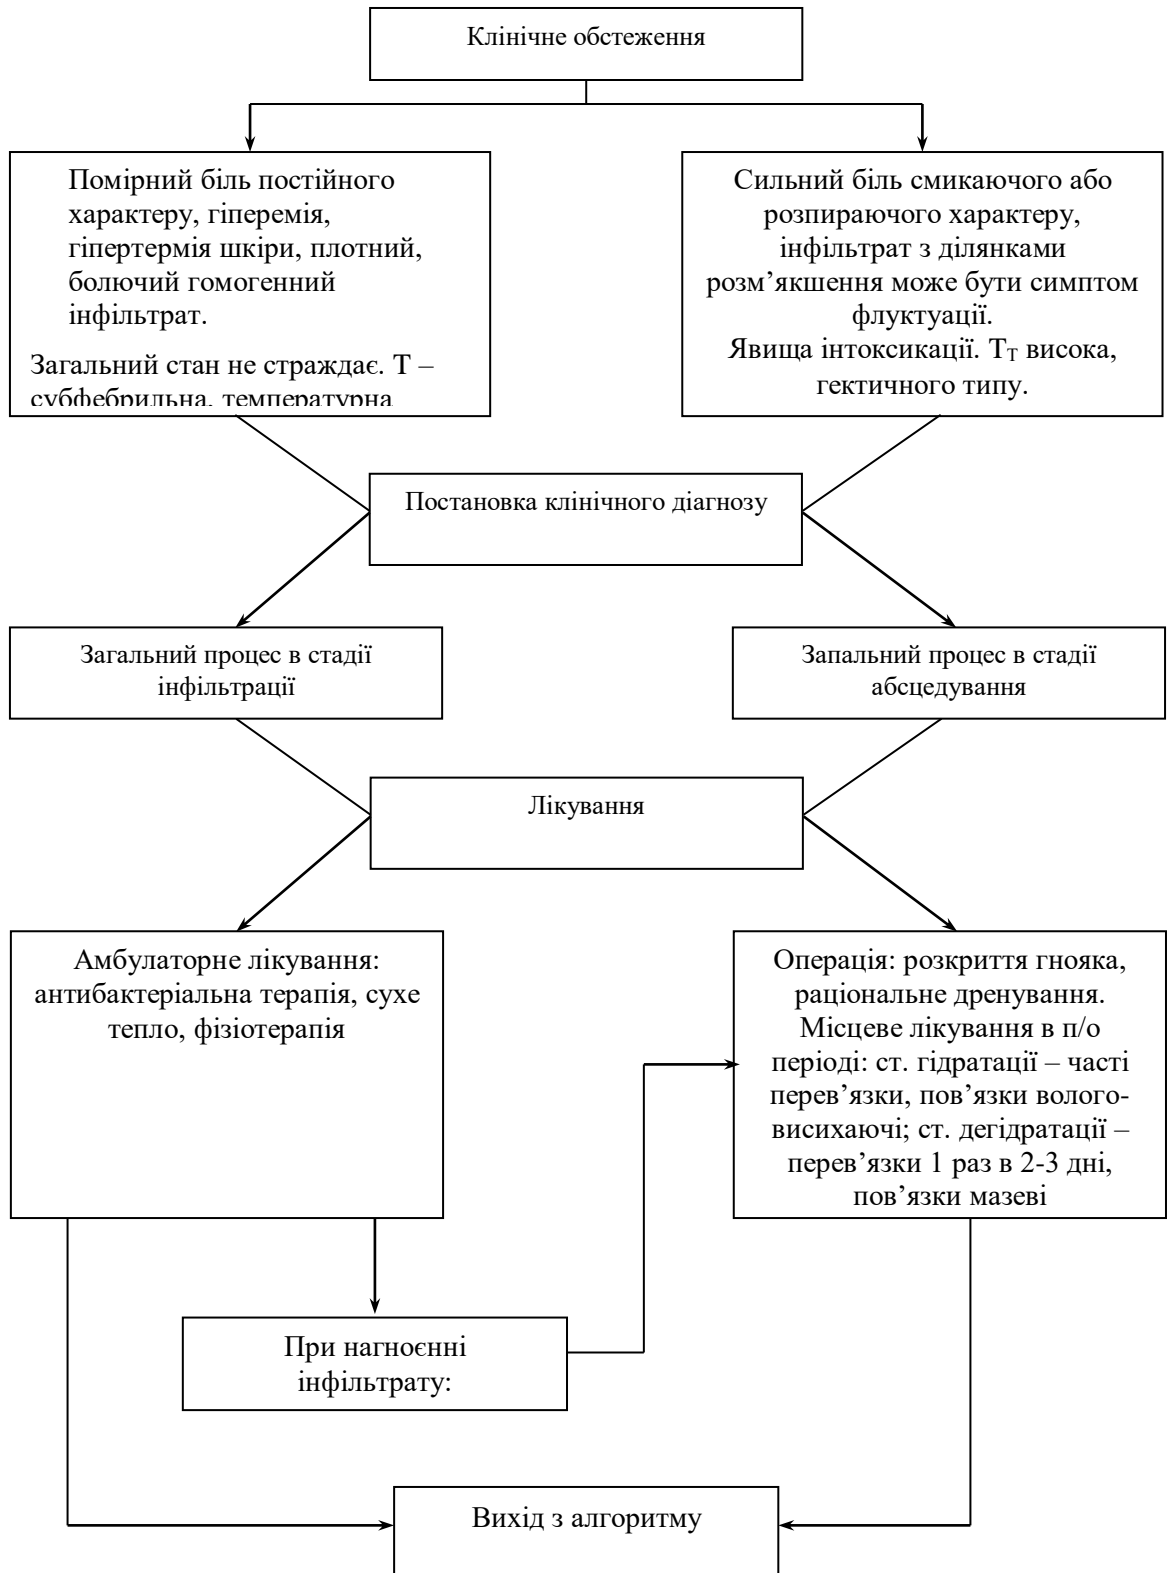 Клінічне обстеження
Помірний біль постійного
характеру, гіперемія,
гіпертермія шкіри, плотний,
болючий гомогенний
інфільтрат.
Загальний стан не страждає. Т –
субфебрильна, температурна
Сильний біль смикаючого або
розпираючого характеру,
інфільтрат з ділянками
розм’якшення може бути симптом
флуктуації.
Явища інтоксикації. Тт висока,
гектичного типу.
Постановка клінічного діагнозу
Загальний процес в стадії
інфільтрації
Запальний процес в стадії
абсцедування
Лікування
Амбулаторне лікування:
антибактеріальна терапія, сухе
тепло, фізіотерапія
Операція: розкриття гнояка,
раціональне дренування.
Місцеве лікування в п/о
періоді: ст. гідратації – часті
перев’язки, пов’язки волого-
висихаючі; ст. дегідратації –
перев’язки 1 раз в 2-3 дні,
пов’язки мазеві
При нагноєнні
інфільтрату:
Вихід з алгоритму